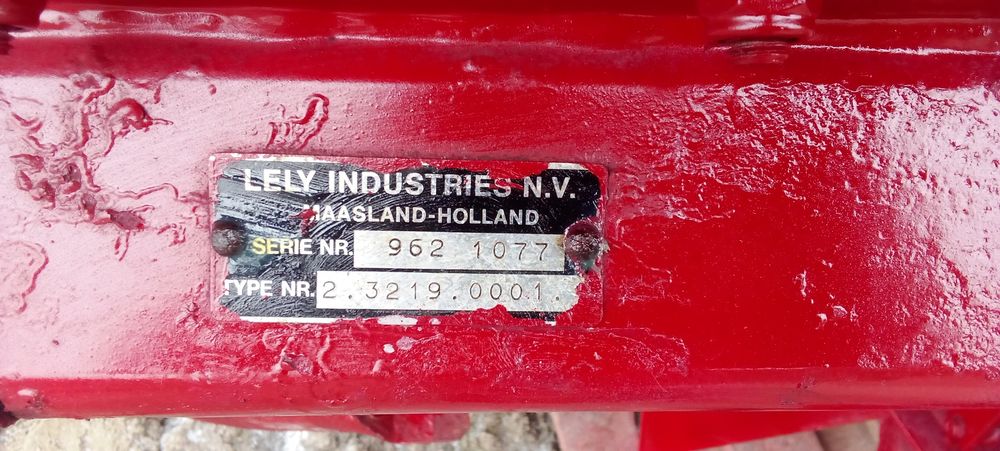 LELY INDUSTRIES N.V.
MAASLAND-HOLLAND
SERIE NR. 962 1077
TYPE NR. 2.3219.0001.